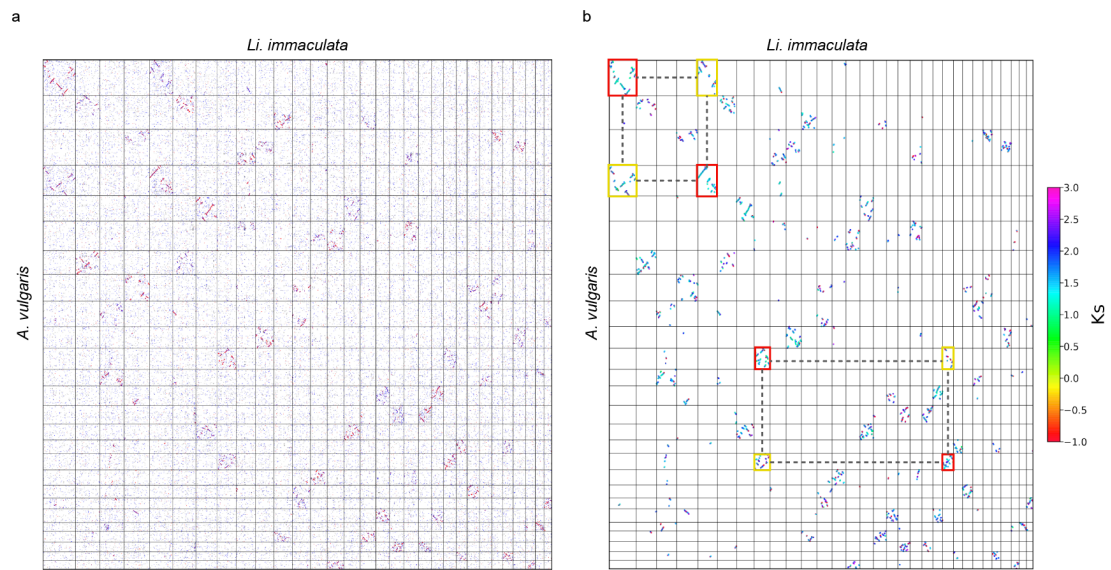 a
b
Li. immaculata
Li. immaculata
A. vulgaris
A. vulgaris
3.0
2.5
2.0
1.5
1.0
0.5
0.0
−0.5
−1.0
Ks